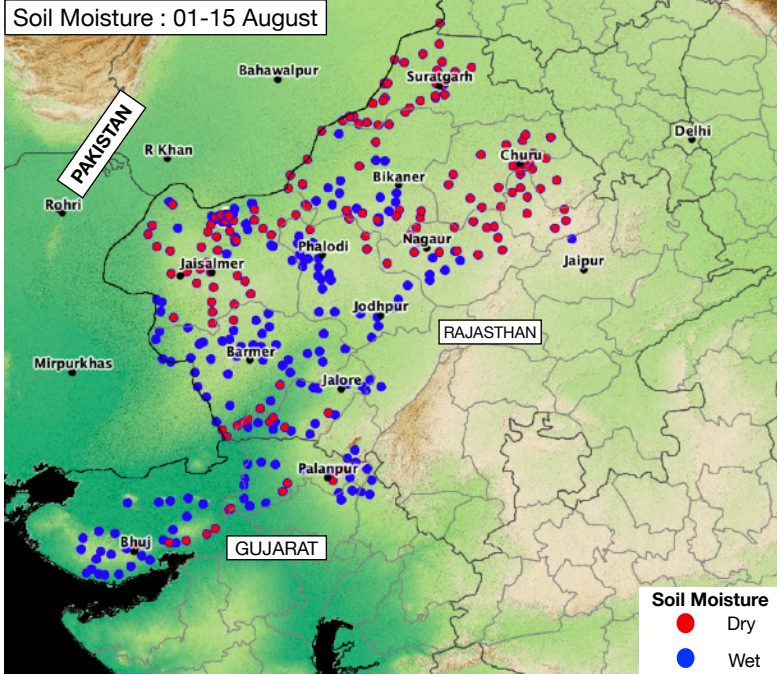 Soil Moisture : 01-15 August
Bahawalpur
Suratgarh
PAKISTAN
Delhi
R Khan
Churu
Bikaner
Rohri
Phalodi
Nagaur
Jaisalmer
Jaipur
Jodhpur
RAJASTHAN
Barmer
Mirpurkhas
Jalore
Palanpur
Bhuj
GUJARAT
Soil Moisture
Dry
Wet